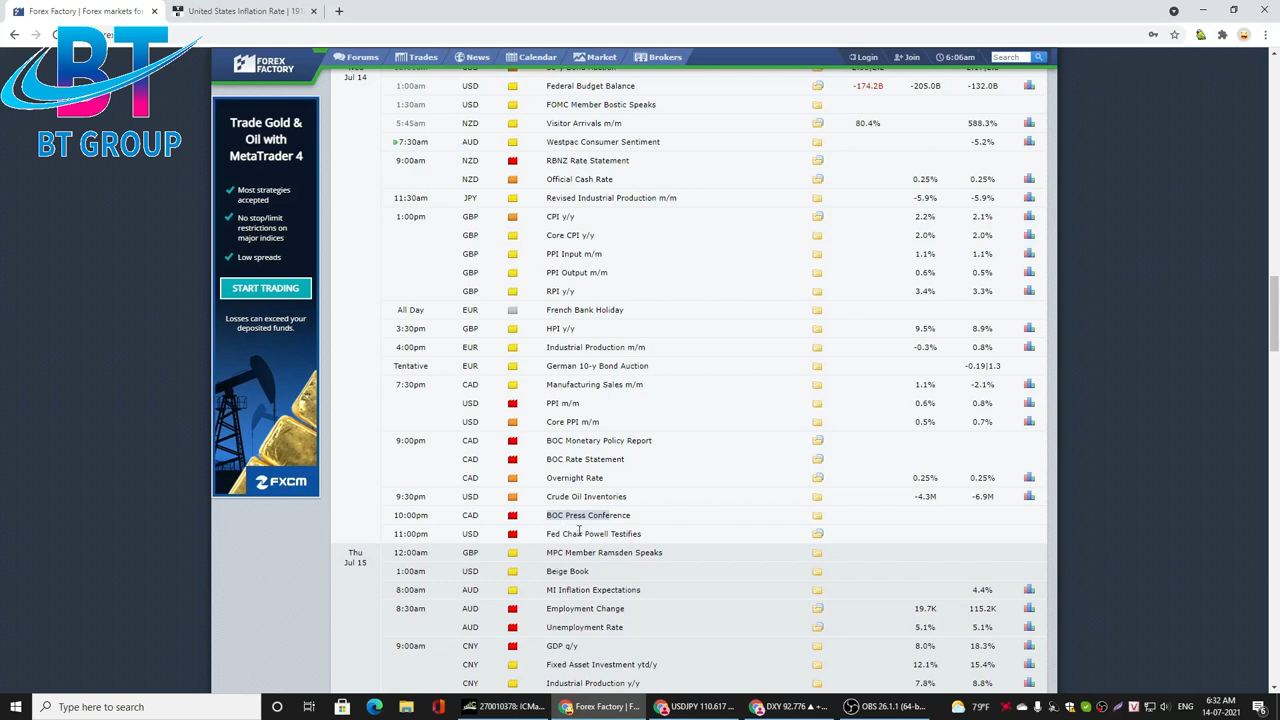 Forex Factory | Forex markets fo
United States Inflation Rate | 191
BT
BT GROUP
FOREX FACTORY
Forums
Trades
News
Calendar
Market
Brokers
Login
Join
6:06am
Search
Trade Gold &
Oil with
MetaTrader 4
Most strategies
accepted
No stop/limit
restrictions on
major indices
Low spreads
START TRADING
Losses can exceed your
deposited funds.
FXCM
Jul 14
1:00am USD Federal Budget Balance -174.2B -205.0B -132.0B
1:30am USD FOMC Member Bostic Speaks
5:45am NZD Visitor Arrivals m/m 80.4% 588.3%
7:30am AUD Westpac Consumer Sentiment -5.2%
9:00am NZD RBNZ Rate Statement
NZD Official Cash Rate 0.25% 0.25%
11:30am JPY Revised Industrial Production m/m -5.9% -5.9%
1:00pm GBP CPI y/y 2.2% 2.1%
GBP Core CPI y/y 2.0% 2.0%
GBP PPI Input m/m 1.1% 1.1%
GBP PPI Output m/m 0.6% 0.5%
GBP RPI y/y 3.4% 3.3%
All Day EUR French Bank Holiday
3:30pm GBP HPI y/y 9.5% 8.9%
4:00pm EUR Industrial Production m/m -0.3% 0.8%
Tentative EUR German 10-y Bond Auction -0.19|1.3
7:30pm CAD Manufacturing Sales m/m 1.1% -2.1%
USD PPI m/m 0.6% 0.8%
USD Core PPI m/m 0.5% 0.7%
9:00pm CAD BOC Monetary Policy Report
CAD BOC Rate Statement
CAD Overnight Rate 0.25% 0.25%
9:30pm USD Crude Oil Inventories -4.3M -6.9M
10:00pm CAD BOC Press Conference
11:00pm USD Fed Chair Powell Testifies
Thu
Jul 15
12:00am GBP MPC Member Ramsden Speaks
1:00am USD Beige Book
8:00am AUD MI Inflation Expectations 4.4%
8:30am AUD Employment Change 19.7K 115.2K
AUD Unemployment Rate 5.1% 5.1%
9:00am CNY GDP q/y 8.0% 18.3%
CNY Fixed Asset Investment ytd/y 12.1% 15.4%
CNY Industrial Production y/y 7.8% 8.8%
Type here to search
270010378: ICMa...
Forex Factory | F...
USDJPY 110.617 ...
DXY 92.776 ▲ +...
OBS 26.1.1 (64-b...
79°F
ENG
6:32 AM
14-07-2021